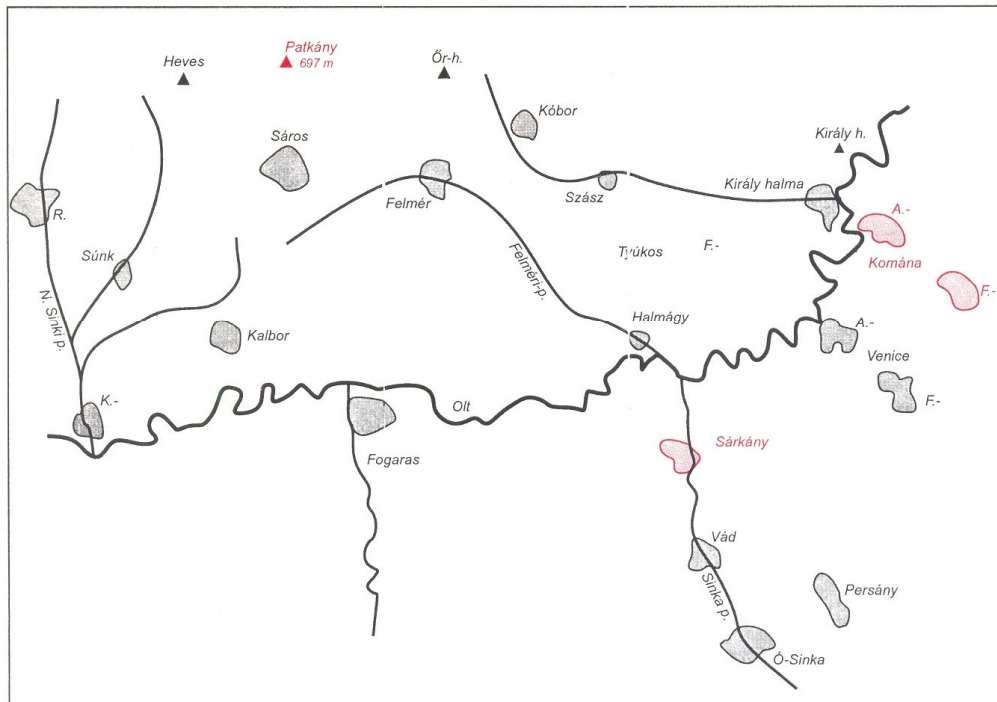 Patkány
697 m
Heves
Őr-h.
Kóbor
Király h.
Sáros
Felmér
Szász
Király halma
R.
A.-
Súnk
Tyúkos
F.-
Komána
Felméri-p.
N. Sinki p.
F.-
Kalbor
Halmágy
A.-
Venice
K.-
Olt
F.-
Fogaras
Sárkány
Vád
Sinka p.
Persány
Ó-Sinka